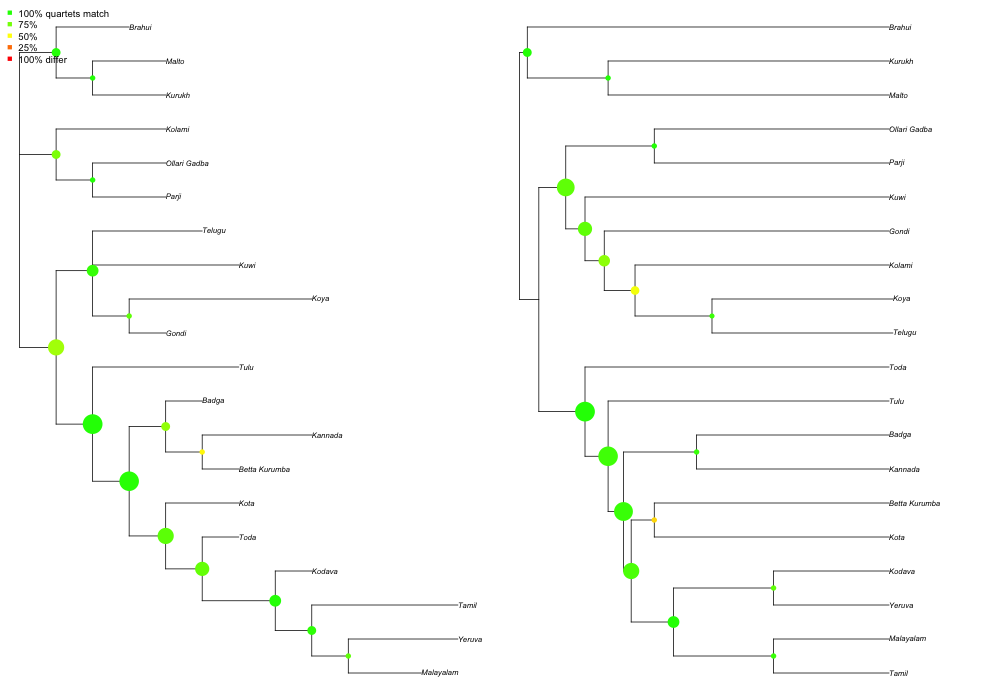 100% quartets match
75%
50%
25%
100% differ
Brahui
Malto
Kurukh
Kolami
Ollari Gadba
Parji
Telugu
Kuwi
Koya
Gondi
Tulu
Badga
Kannada
Betta Kurumba
Kota
Toda
Kodava
Tamil
Yeruva
Malayalam
Brahui
Kurukh
Malto
Ollari Gadba
Parji
Kuwi
Gondi
Kolami
Koya
Telugu
Toda
Tulu
Badga
Kannada
Betta Kurumba
Kota
Kodava
Yeruva
Malayalam
Tamil